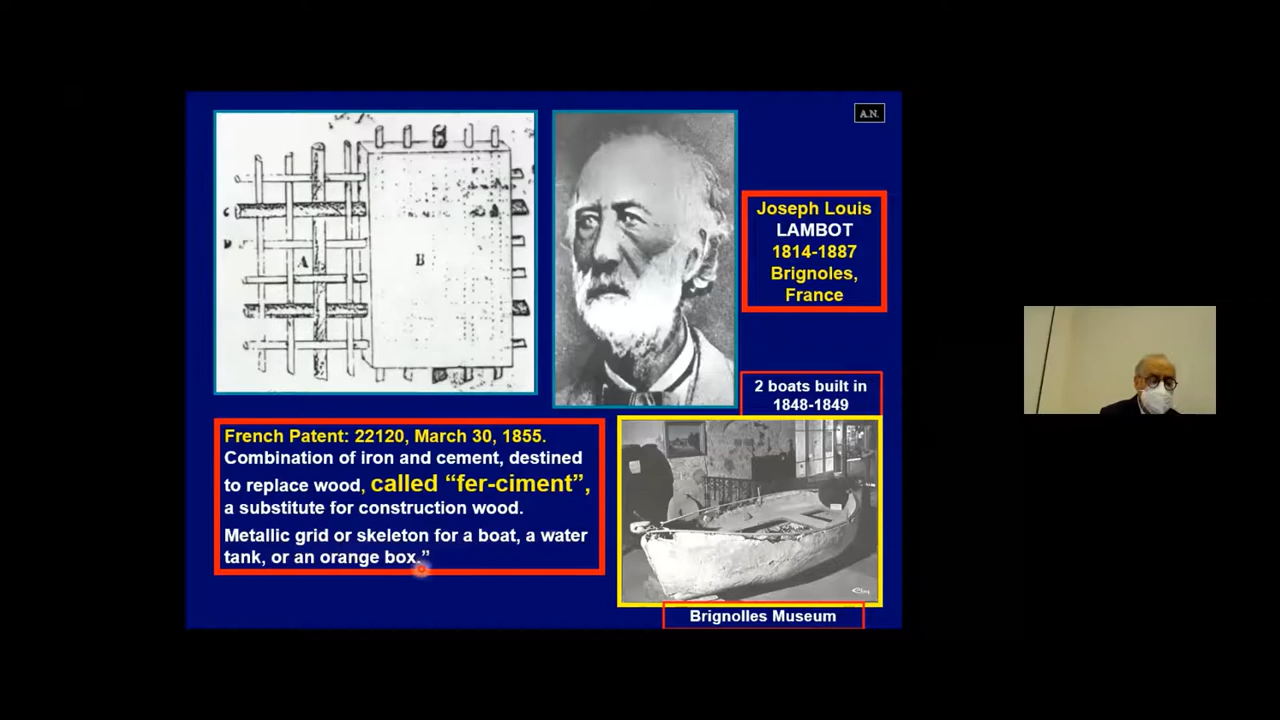 A.N.
C
D
A
B
Joseph Louis
LAMBOT
1814-1887
Brignoles,
France
2 boats built in
1848-1849
French Patent: 22120, March 30, 1855.
Combination of iron and cement, destined
to replace wood, called “fer-ciment”,
a substitute for construction wood.
Metallic grid or skeleton for a boat, a water
tank, or an orange box.”
Brignolles Museum